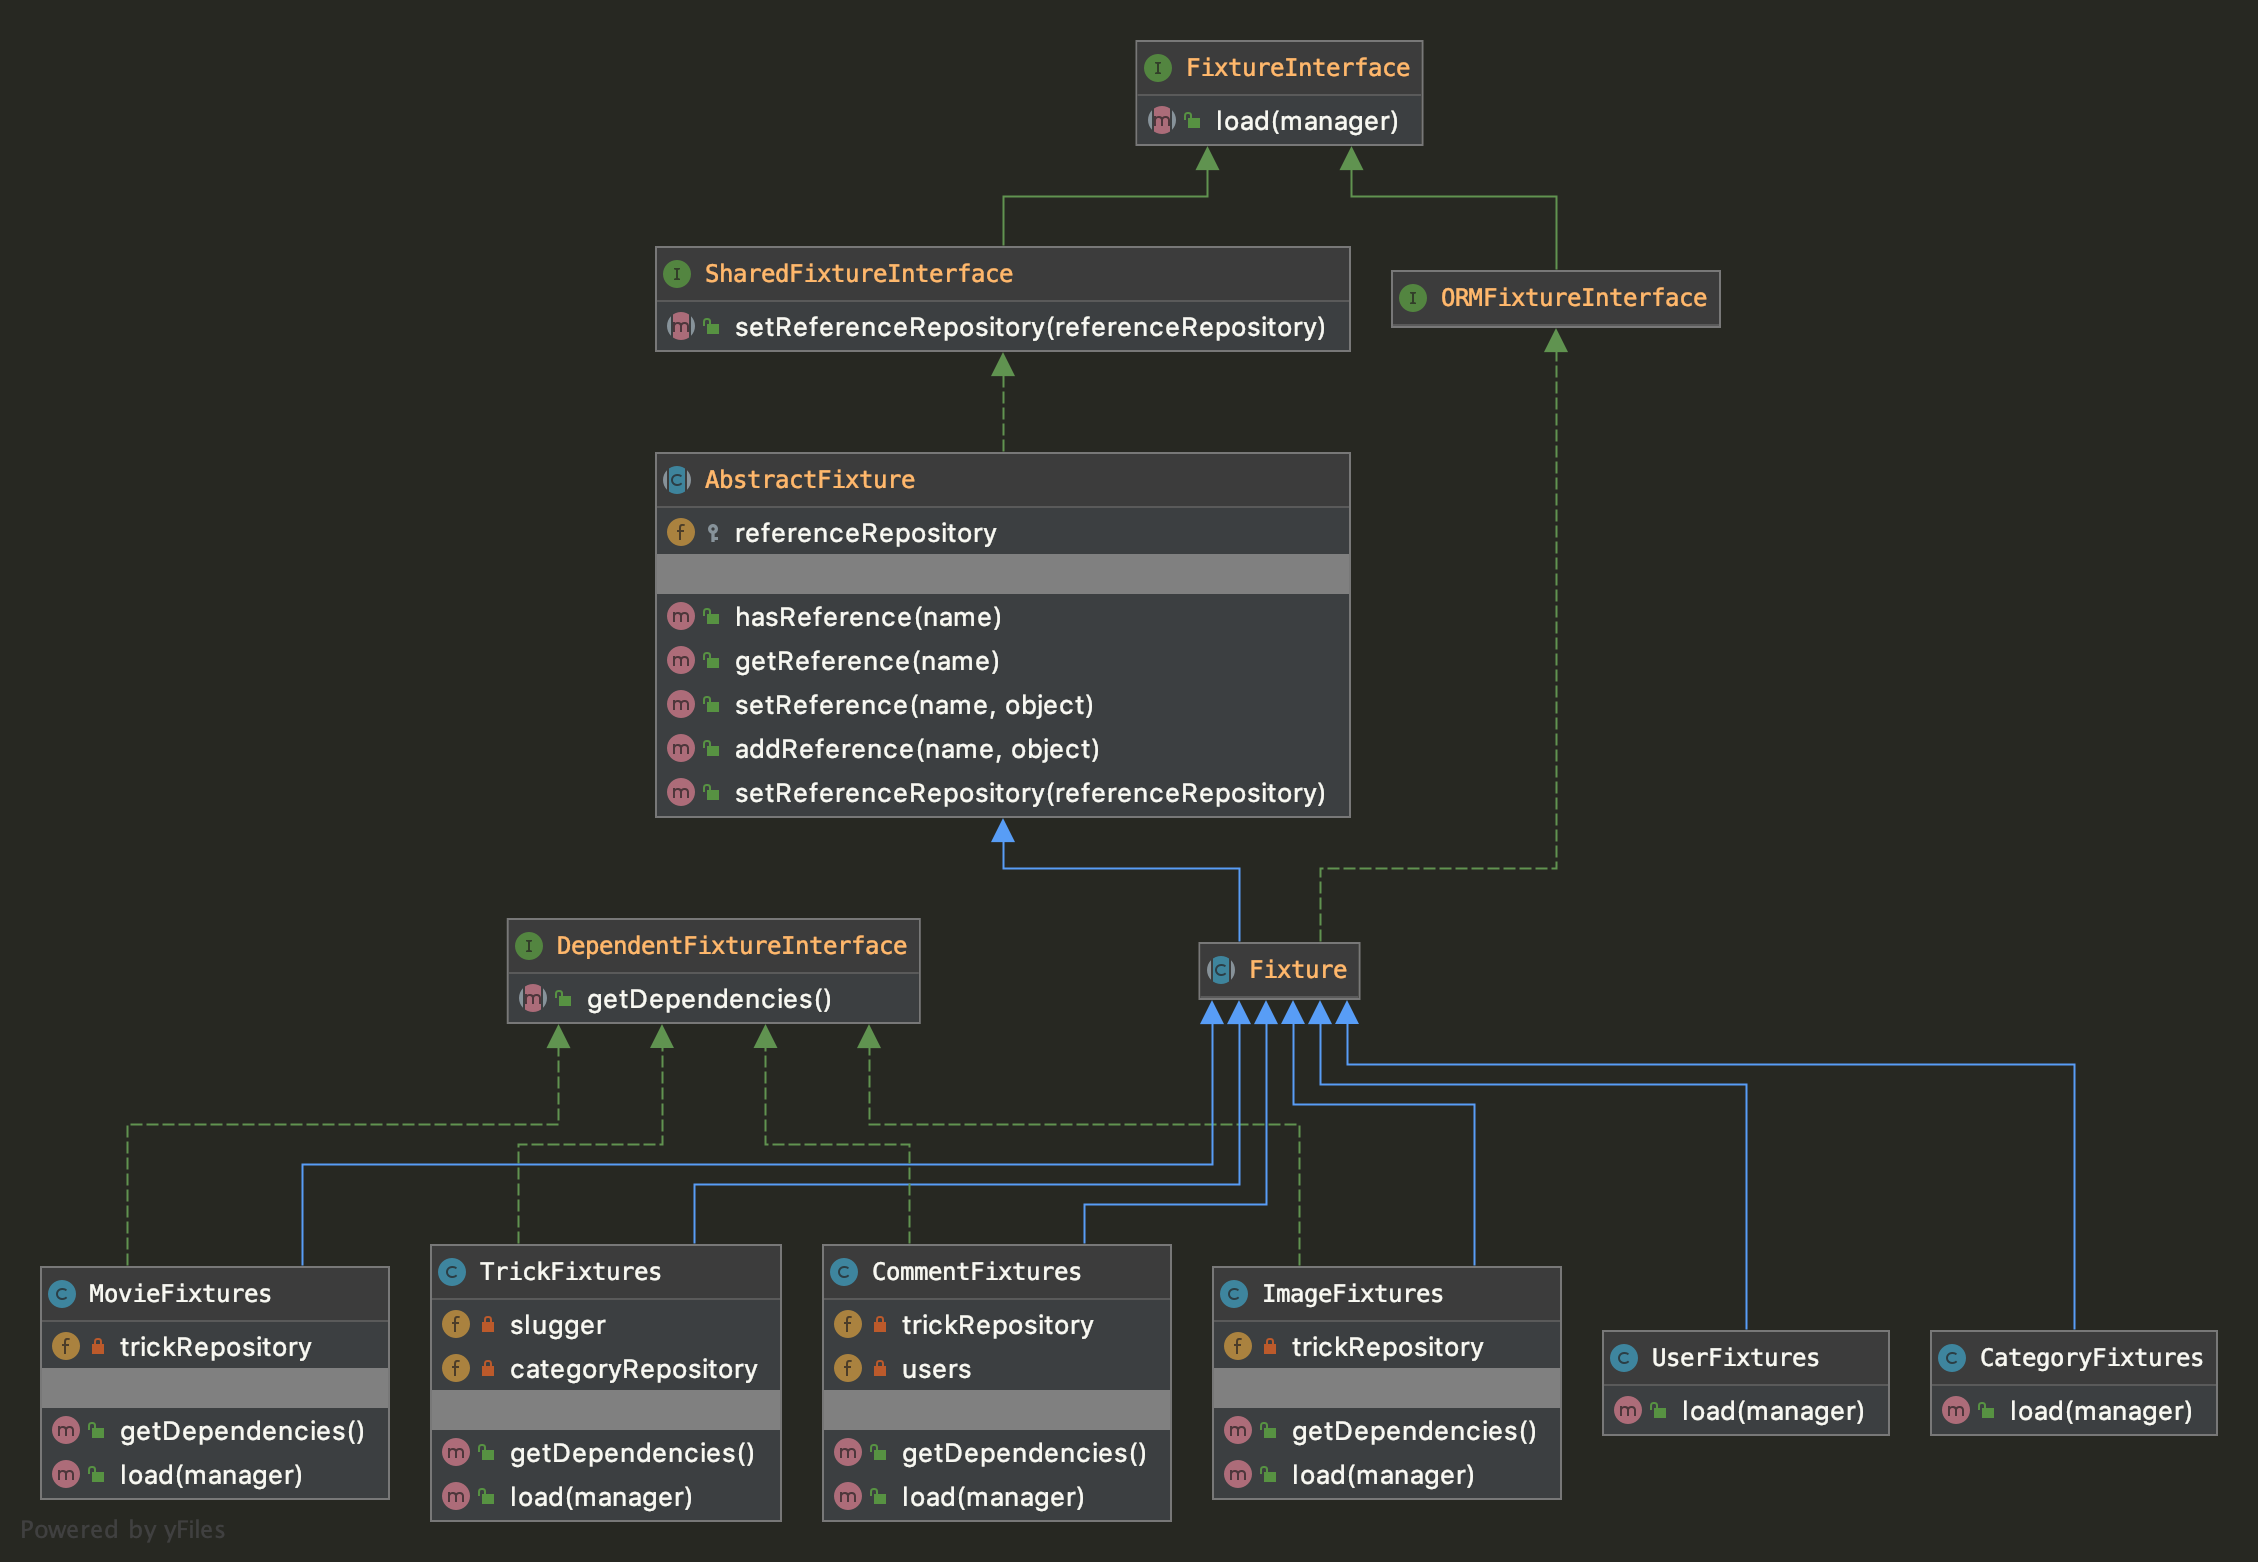 FixtureInterface
load(manager)
SharedFixtureInterface
setReferenceRepository(referenceRepository)
ORMFixtureInterface
AbstractFixture
referenceRepository
hasReference(name)
getReference(name)
setReference(name, object)
addReference(name, object)
setReferenceRepository(referenceRepository)
DependentFixtureInterface
getDependencies()
Fixture
MovieFixtures
trickRepository
getDependencies()
load(manager)
TrickFixtures
slugger
categoryRepository
getDependencies()
load(manager)
CommentFixtures
trickRepository
users
getDependencies()
load(manager)
ImageFixtures
trickRepository
getDependencies()
load(manager)
UserFixtures
load(manager)
CategoryFixtures
load(manager)
Powered by yFiles